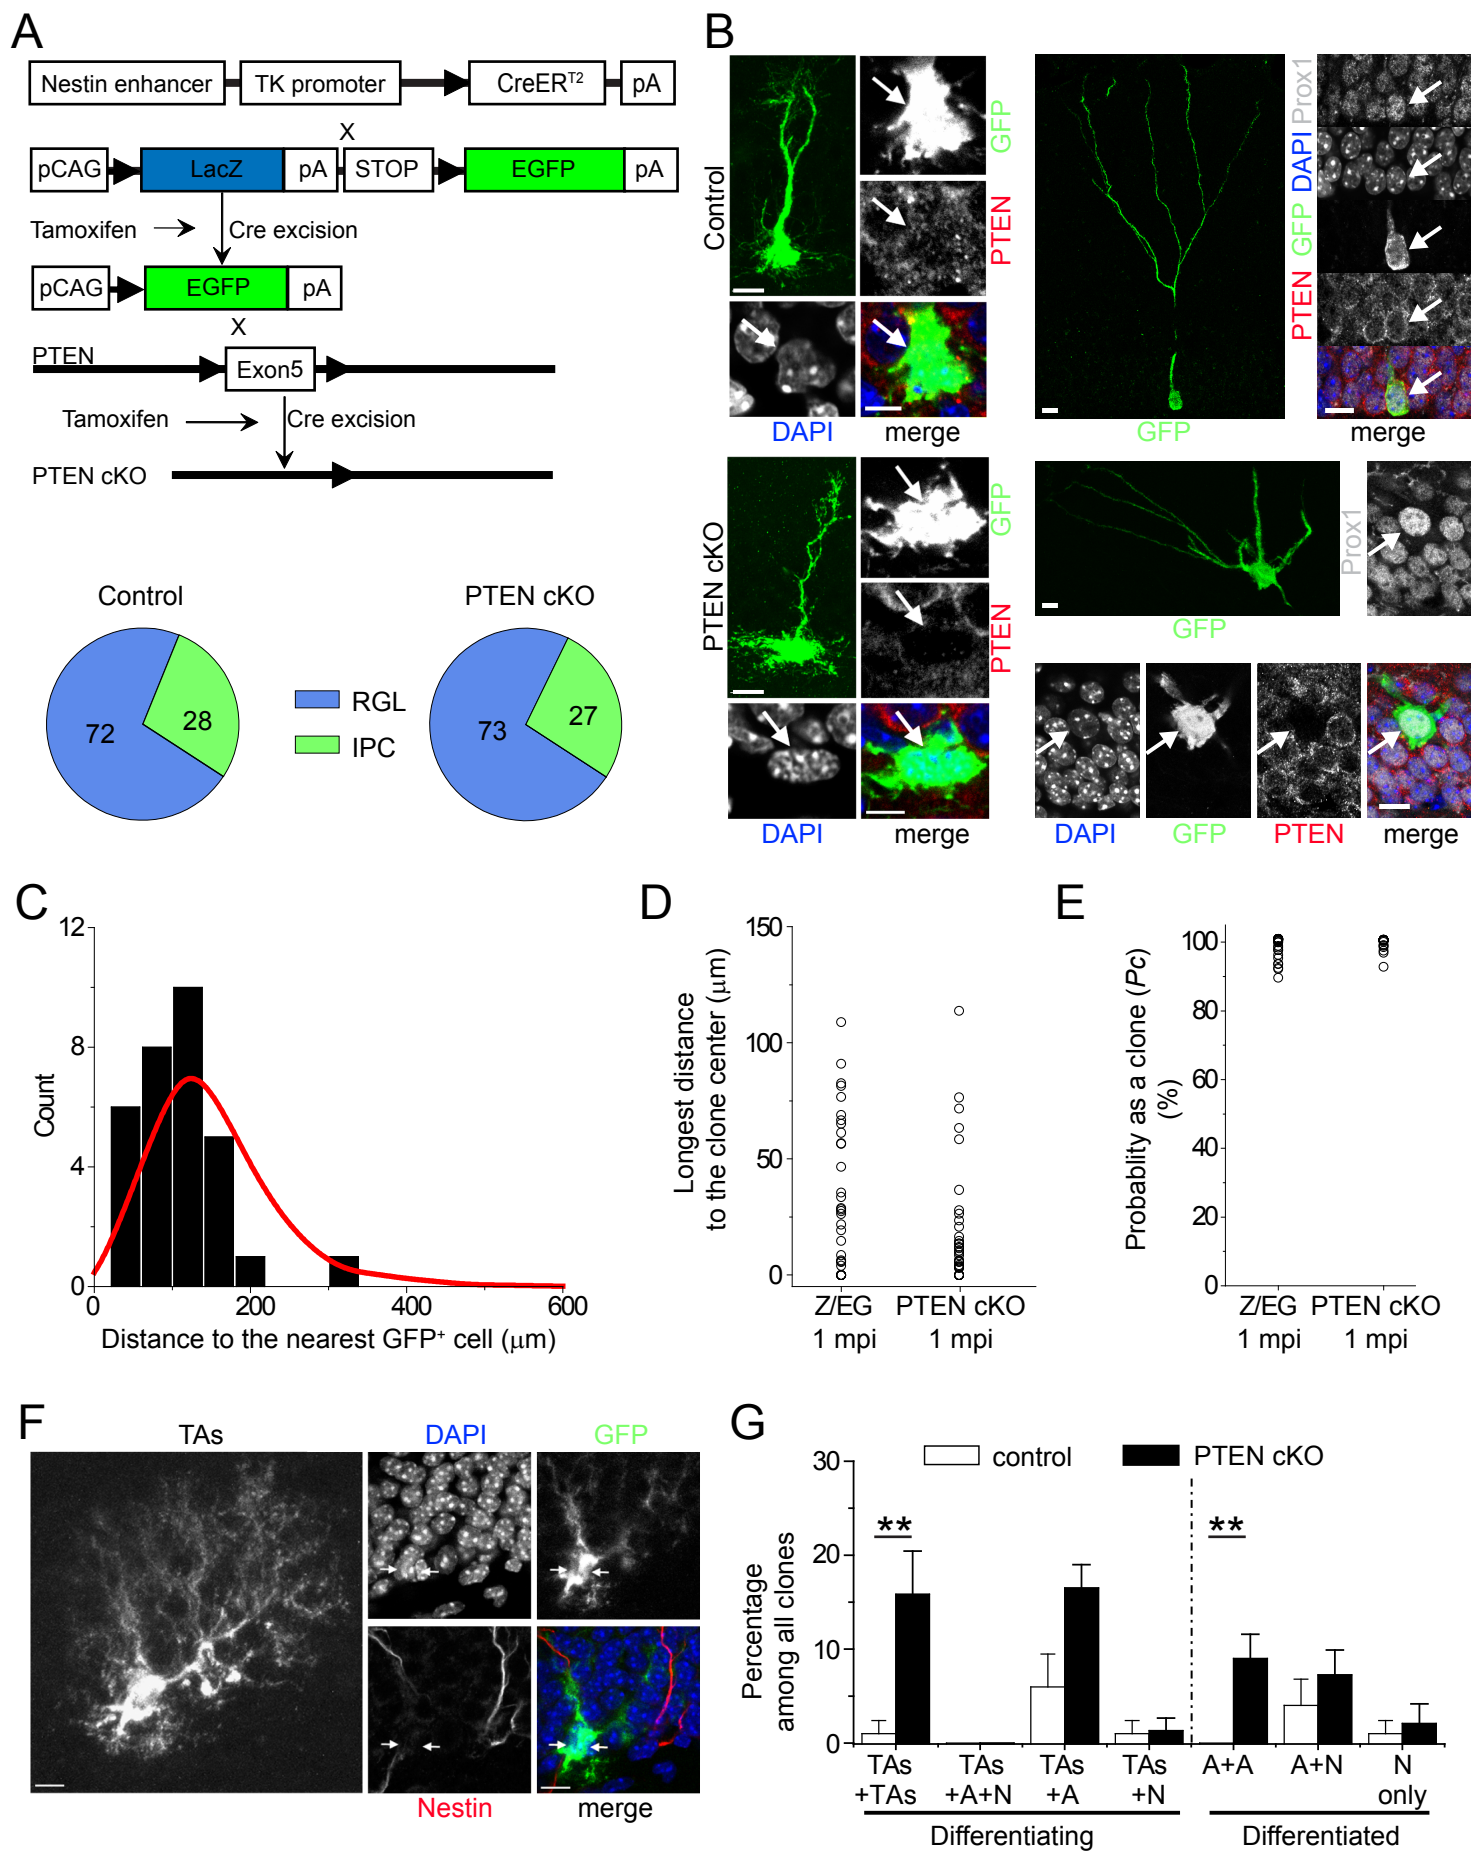 A
Nestin enhancer
TK promoter
CreERT2
pA
X
pCAG
LacZ
pA
STOP
EGFP
pA
Tamoxifen
Cre excision
pCAG
EGFP
pA
X
PTEN
Exon5
Tamoxifen
Cre excision
PTEN cKO
Control
PTEN cKO
72
28
RGL
IPC
73
27
B
Control
GFP
PTEN
DAPI
merge
GFP
PTEN GFP DAPI Prox1
merge
PTEN cKO
GFP
PTEN
DAPI
merge
GFP
Prox1
DAPI
GFP
PTEN
merge
C
Count
12
8
4
0
0
200
400
600
Distance to the nearest GFP+ cell (μm)
D
Longest distance
to the clone center (μm)
150
100
50
0
Z/EG
1 mpi
PTEN cKO
1 mpi
E
Probablity as a clone (Pc)
(%)
100
80
60
40
20
0
Z/EG
1 mpi
PTEN cKO
1 mpi
F
TAs
DAPI
GFP
Nestin
merge
G
control
PTEN cKO
Percentage
among all clones
30
20
10
0
**
**
TAs
+TAs
TAs
+A+N
TAs
+A
TAs
+N
A+A
A+N
N
only
Differentiating
Differentiated